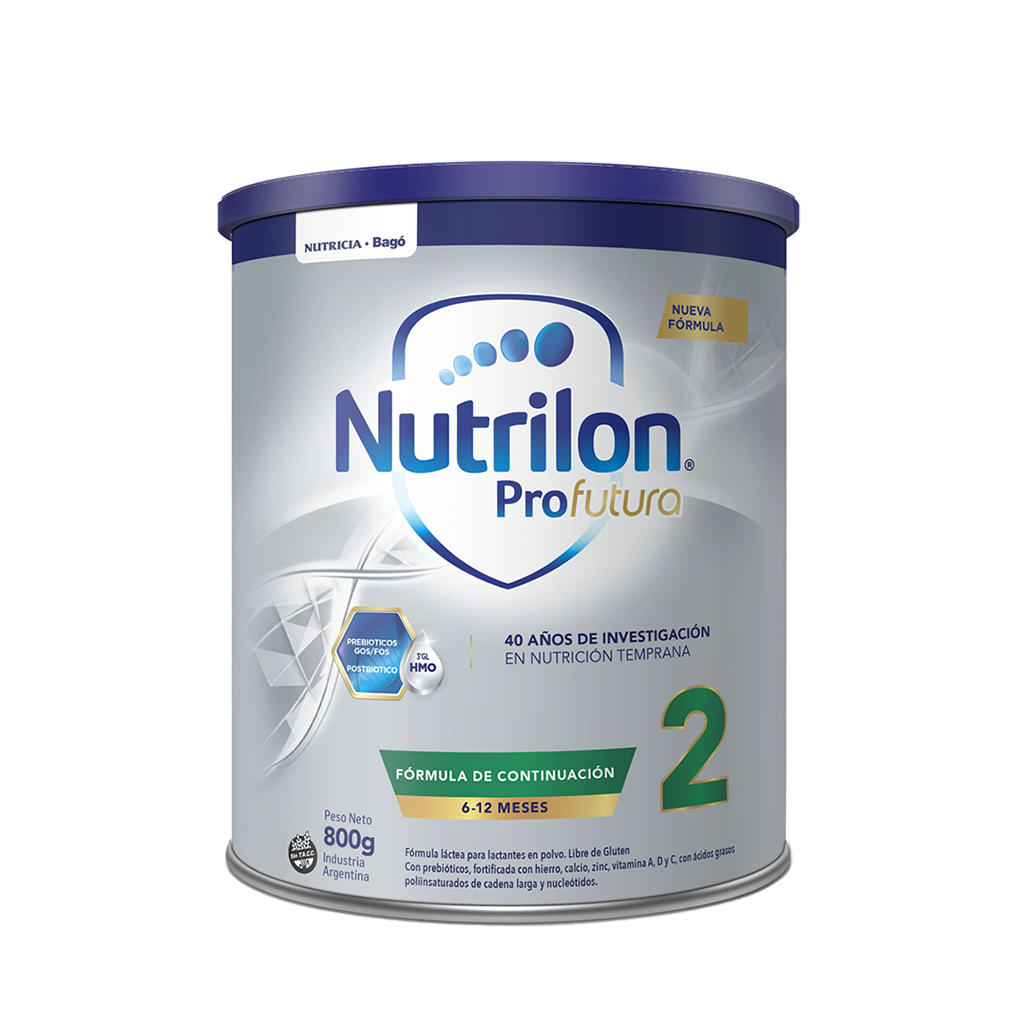 NUTRICIA • Bagó
NUEVA
FÓRMULA
Nutrilon®
Profutura
PREBIOTICOS
GOS/FOS
POSTBIOTICO
3'GL
HMO
40 AÑOS DE INVESTIGACIÓN
EN NUTRICIÓN TEMPRANA
2
FÓRMULA DE CONTINUACIÓN
6-12 MESES
Peso Neto
800g
Industria
Argentina
Sin T.A.C.C.
Fórmula láctea para lactantes en polvo. Libre de Gluten
Con prebióticos, fortificada con hierro, calcio, zinc, vitamina A, D y C, con ácidos grasos
poliinsaturados de cadena larga y nucleótidos.